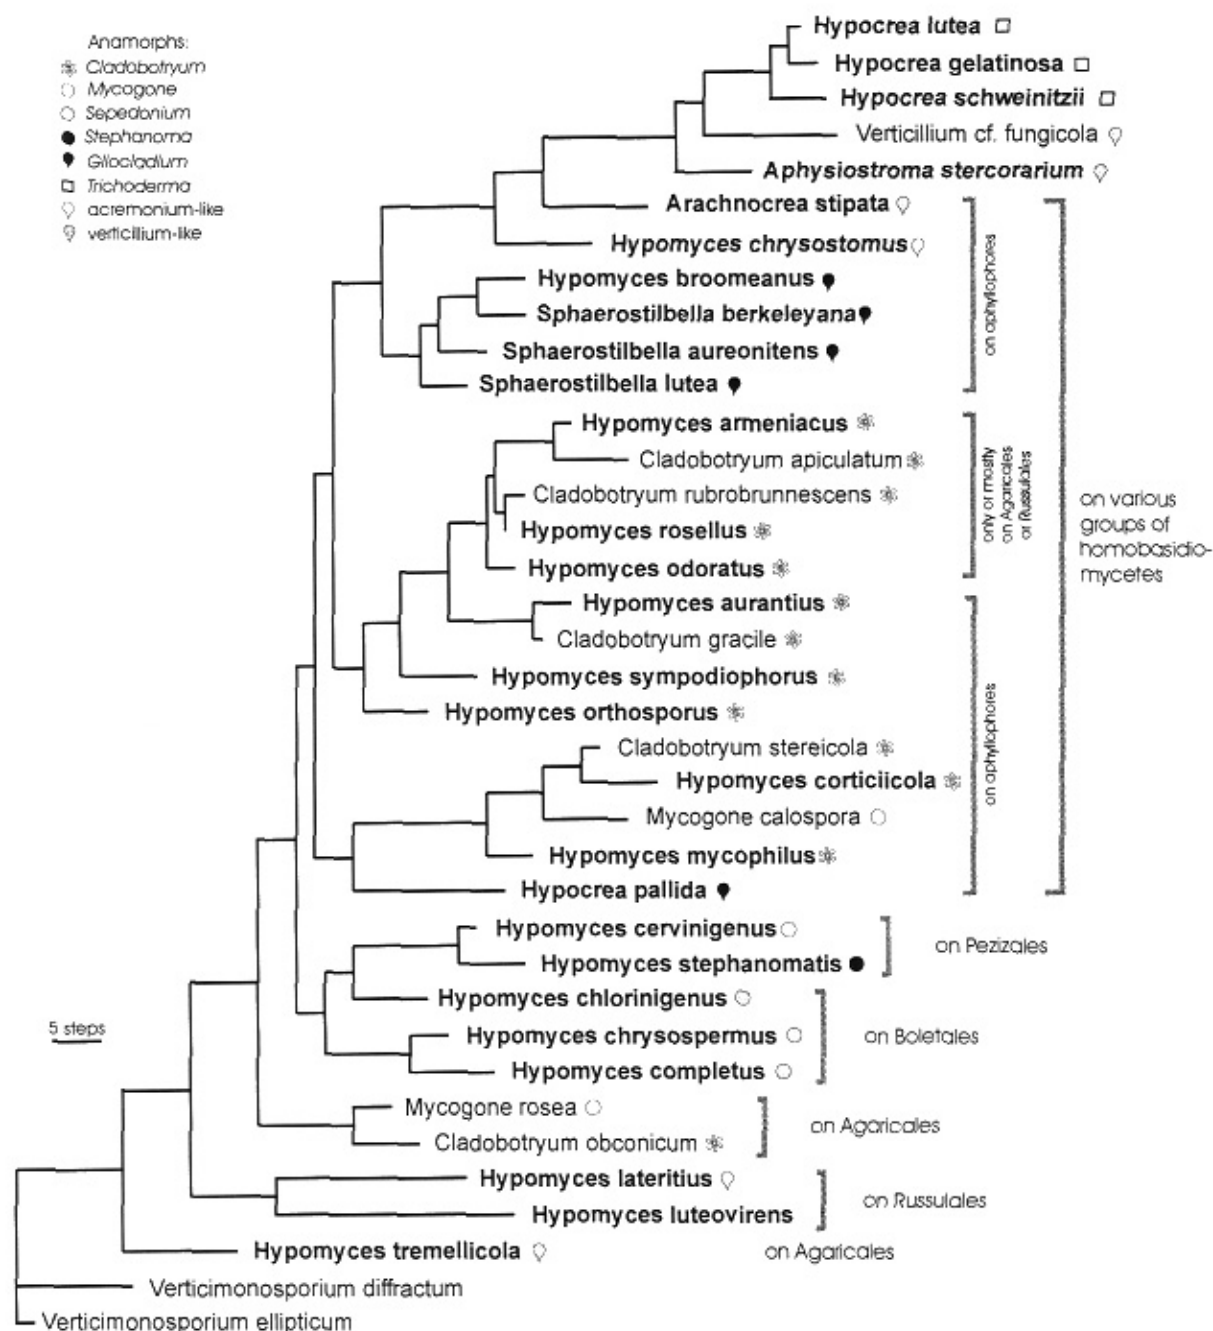 Anamorphs:
Cladobotryum
Mycogone
Sepedonium
Stephanoma
Gliocladium
Trichoderma
acremonium-like
verticillium-like
Hypocrea lutea
Hypocrea gelatinosa
Hypocrea schweinitzii
Verticillium cf. fungicola
Aphysiostroma stercorarium
Arachnocrea stipata
Hypomyces chrysostomus
Hypomyces broomeanus
Sphaerostilbella berkeleyana
Sphaerostilbella aureonitens
Sphaerostilbella lutea
on aphyllophores
Hypomyces armeniacus
Cladobotryum apiculatum
Cladobotryum rubrobrunnescens
Hypomyces rosellus
Hypomyces odoratus
only or mostly
on Agaricales
or Russulales
on various
groups of
homobasidio-
mycetes
Hypomyces aurantius
Cladobotryum gracile
Hypomyces sympodiophorus
Hypomyces orthosporus
Cladobotryum stereicola
Hypomyces corticiicola
Mycogone calospora
Hypomyces mycophilus
Hypocrea pallida
on aphyllophores
Hypomyces cervinigenus
Hypomyces stephanomatis
on Pezizales
Hypomyces chlorinigenus
Hypomyces chrysospermus
Hypomyces completus
on Boletales
5 steps
Mycogone rosea
Cladobotryum obconicum
on Agaricales
Hypomyces lateritius
Hypomyces luteovirens
on Russulales
Hypomyces tremellicola
on Agaricales
Verticimonosporium diffractum
Verticimonosporium ellipticum